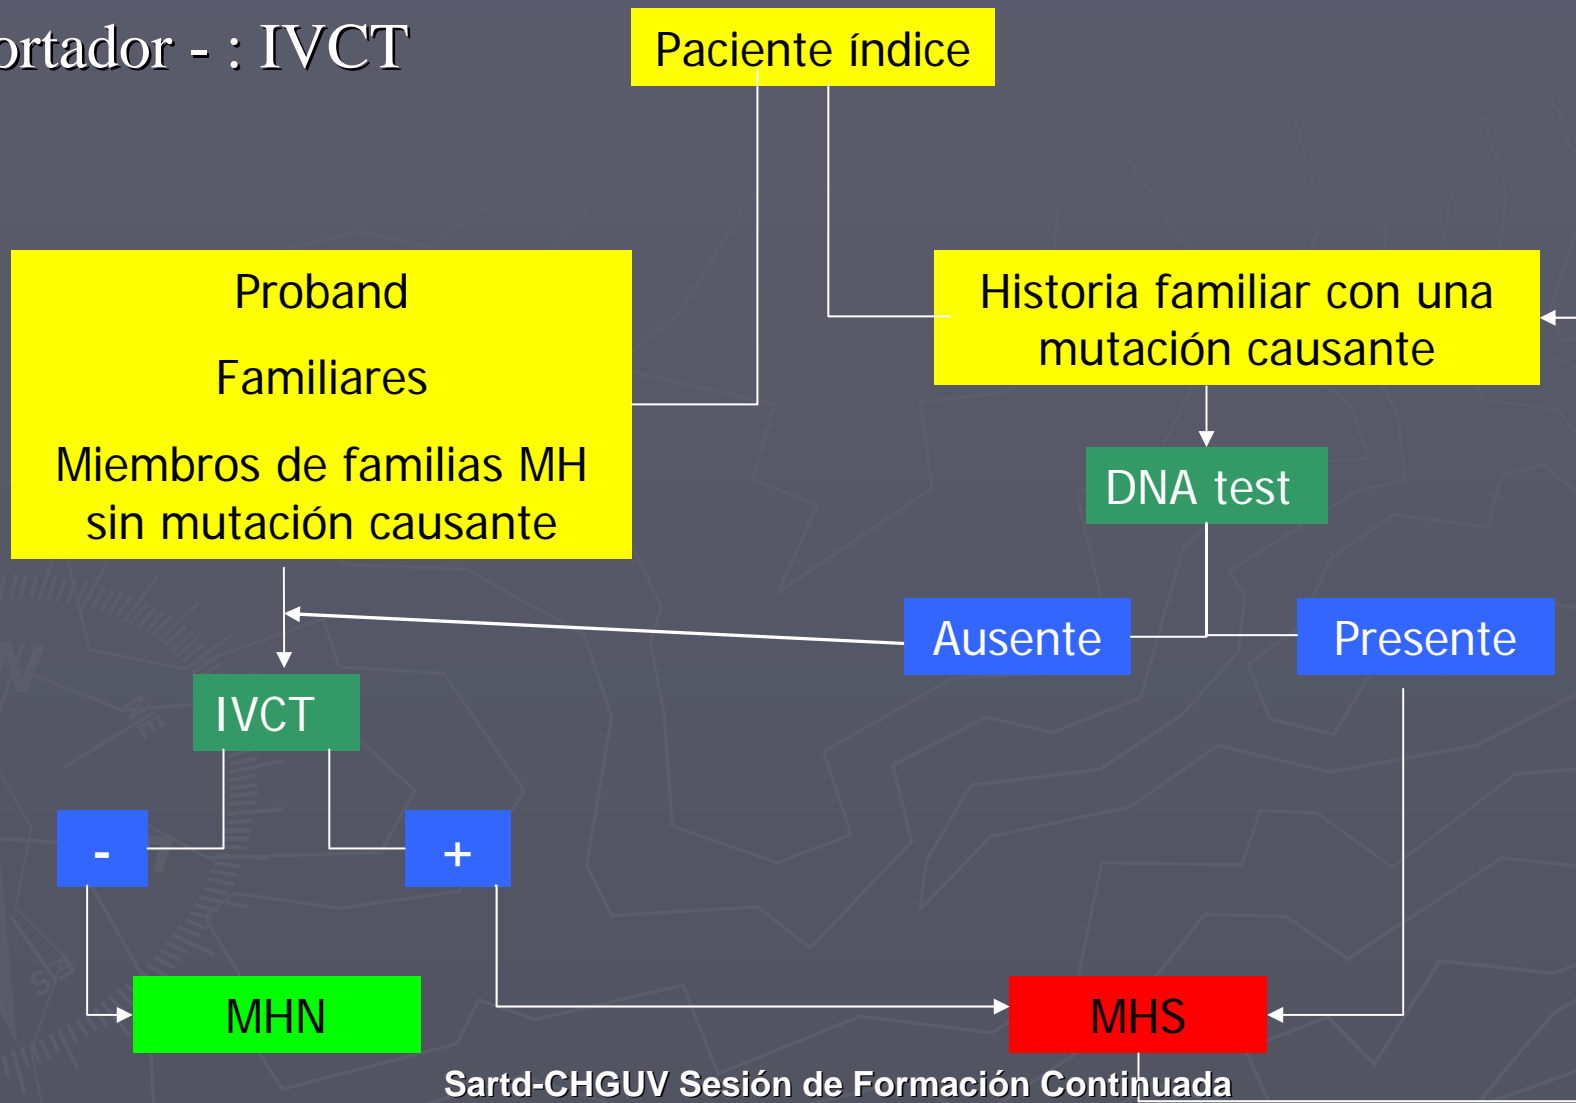 ortador - : IVCT
Paciente índice
Proband
Familiares
Miembros de familias MH
sin mutación causante
Historia familiar con una
mutación causante
DNA test
Ausente
Presente
IVCT
-
+
MHN
MHS
Sartd-CHGUV Sesión de Formación Continuada